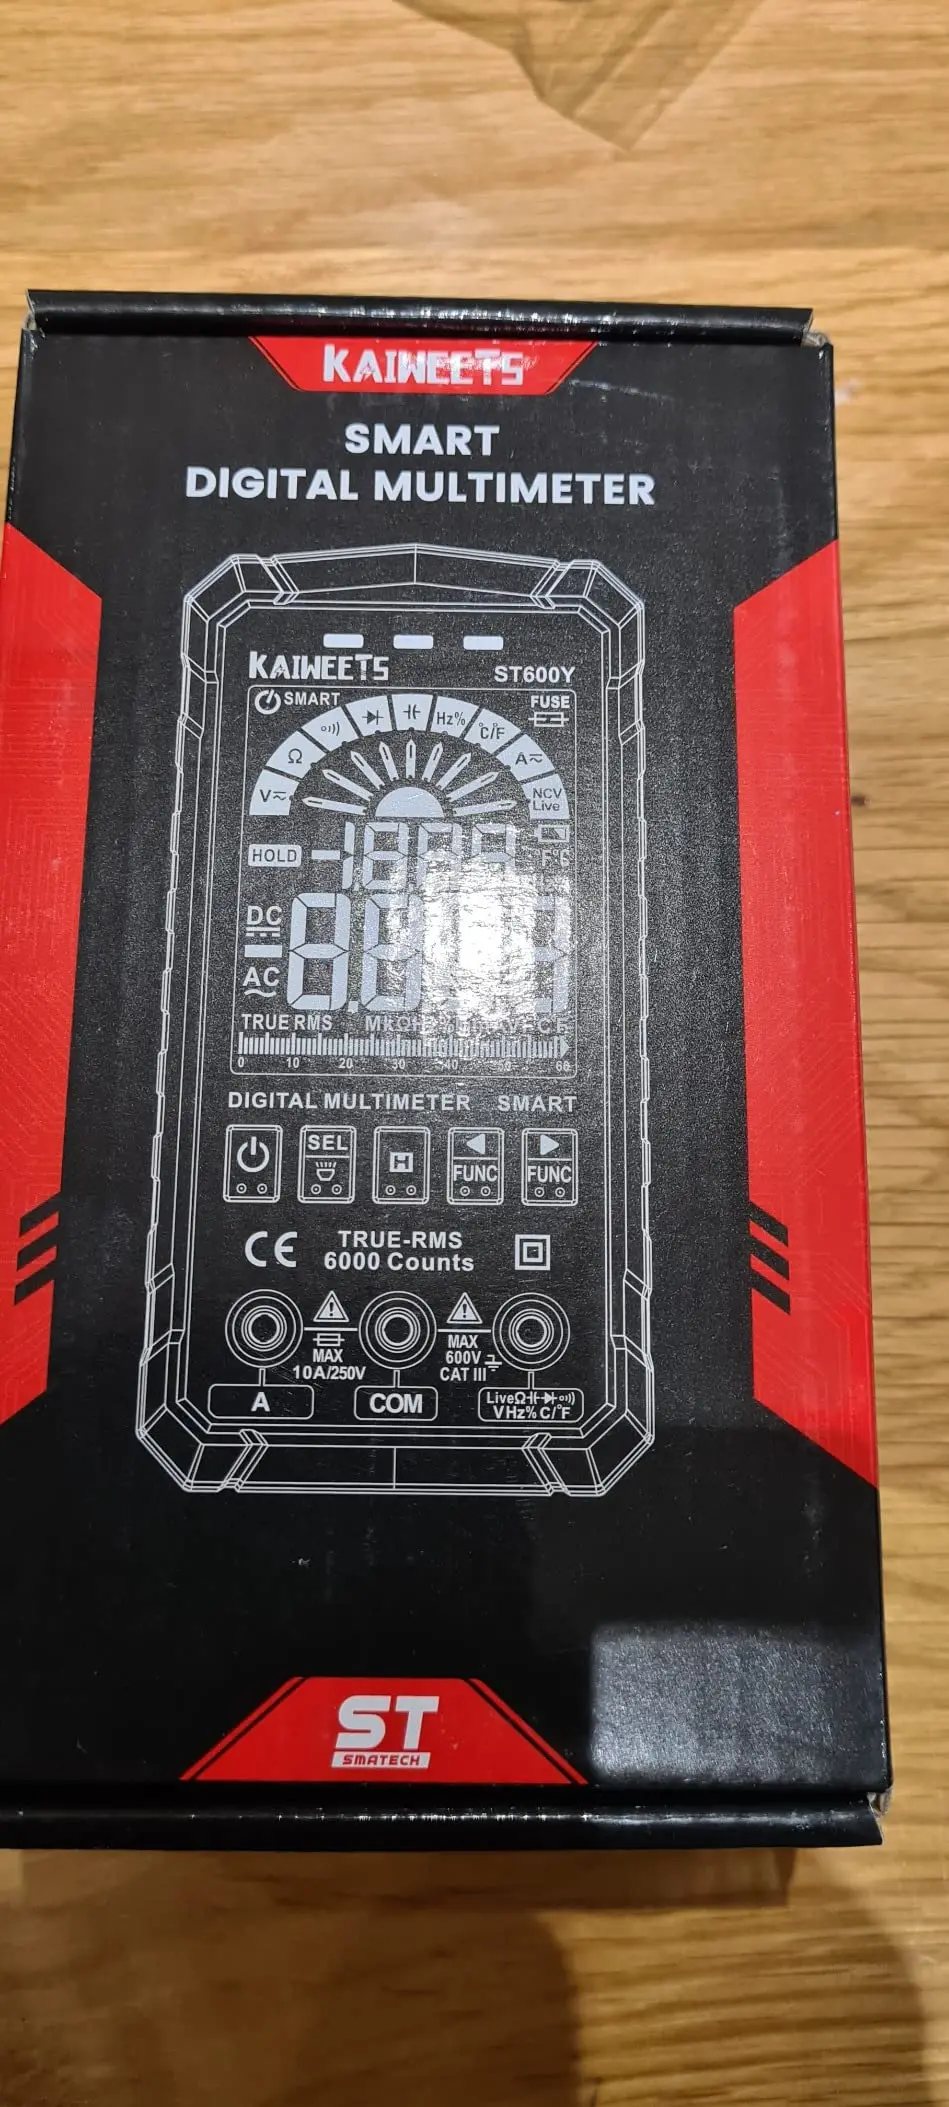 KAIWEETS
SMART
DIGITAL MULTIMETER
KAIWEETS ST600Y
SMART FUSE
V Ω Hz% °C/°F A NCV Live
HOLD
DC
AC
TRUE RMS
0 10 20 30 40 50 60
DIGITAL MULTIMETER SMART
SEL H FUNC FUNC
CE TRUE-RMS
6000 Counts
MAX
10A/250V
MAX
600V
CAT III
A COM LiveΩ
VHz%°C/°F
ST
SMATECH